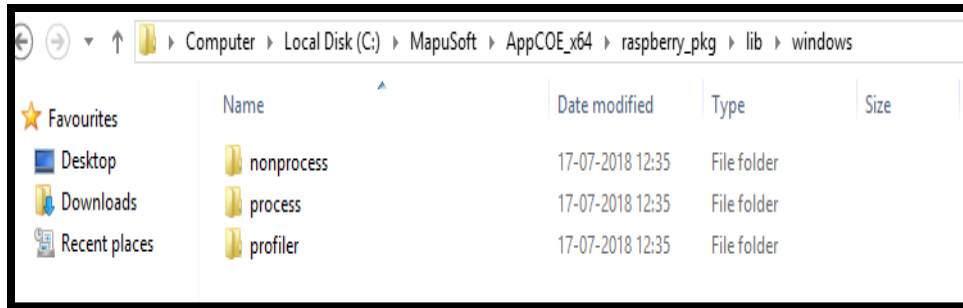 Computer ▸ Local Disk (C:) ▸ MapuSoft ▸ AppCOE_x64 ▸ raspberry_pkg ▸ lib ▸ windows
Favourites
Desktop
Downloads
Recent places
Name Date modified Type Size
nonprocess 17-07-2018 12:35 File folder
process 17-07-2018 12:35 File folder
profiler 17-07-2018 12:35 File folder